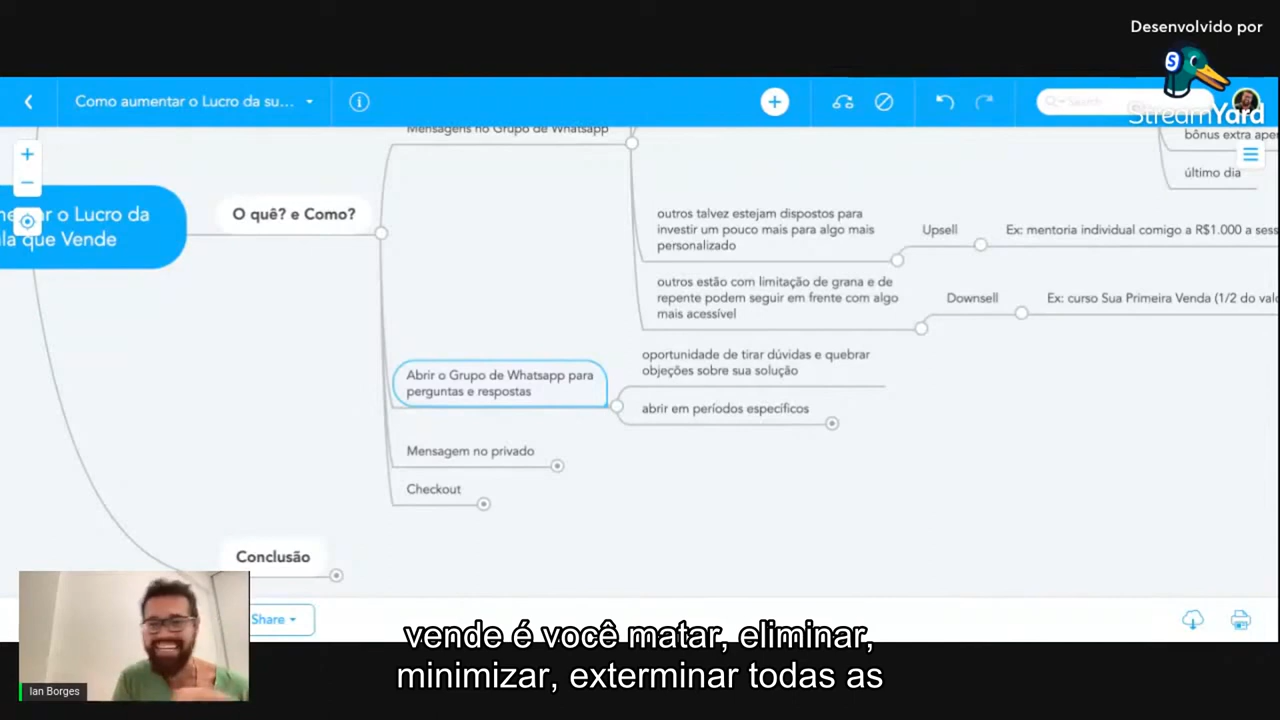 Desenvolvido por
StreamYard
Como aumentar o Lucro da su...
Search
Mensagens no Grupo de Whatsapp
bônus extra
último dia
o Lucro da
que Vende
O quê? e Como?
outros talvez estejam dispostos para
investir um pouco mais para algo mais
personalizado
Upsell
Ex: mentoria individual comigo a R$1.000 a
outros estão com limitação de grana e de
repente podem seguir em frente com algo
mais acessível
Downsell
Ex: curso Sua Primeira Venda (1/2 do
Abrir o Grupo de Whatsapp para
perguntas e respostas
oportunidade de tirar dúvidas e quebrar
objeções sobre sua solução
abrir em períodos específicos
Mensagem no privado
Checkout
Conclusão
Share
Ian Borges
vende é você matar, eliminar,
minimizar, exterminar todas as